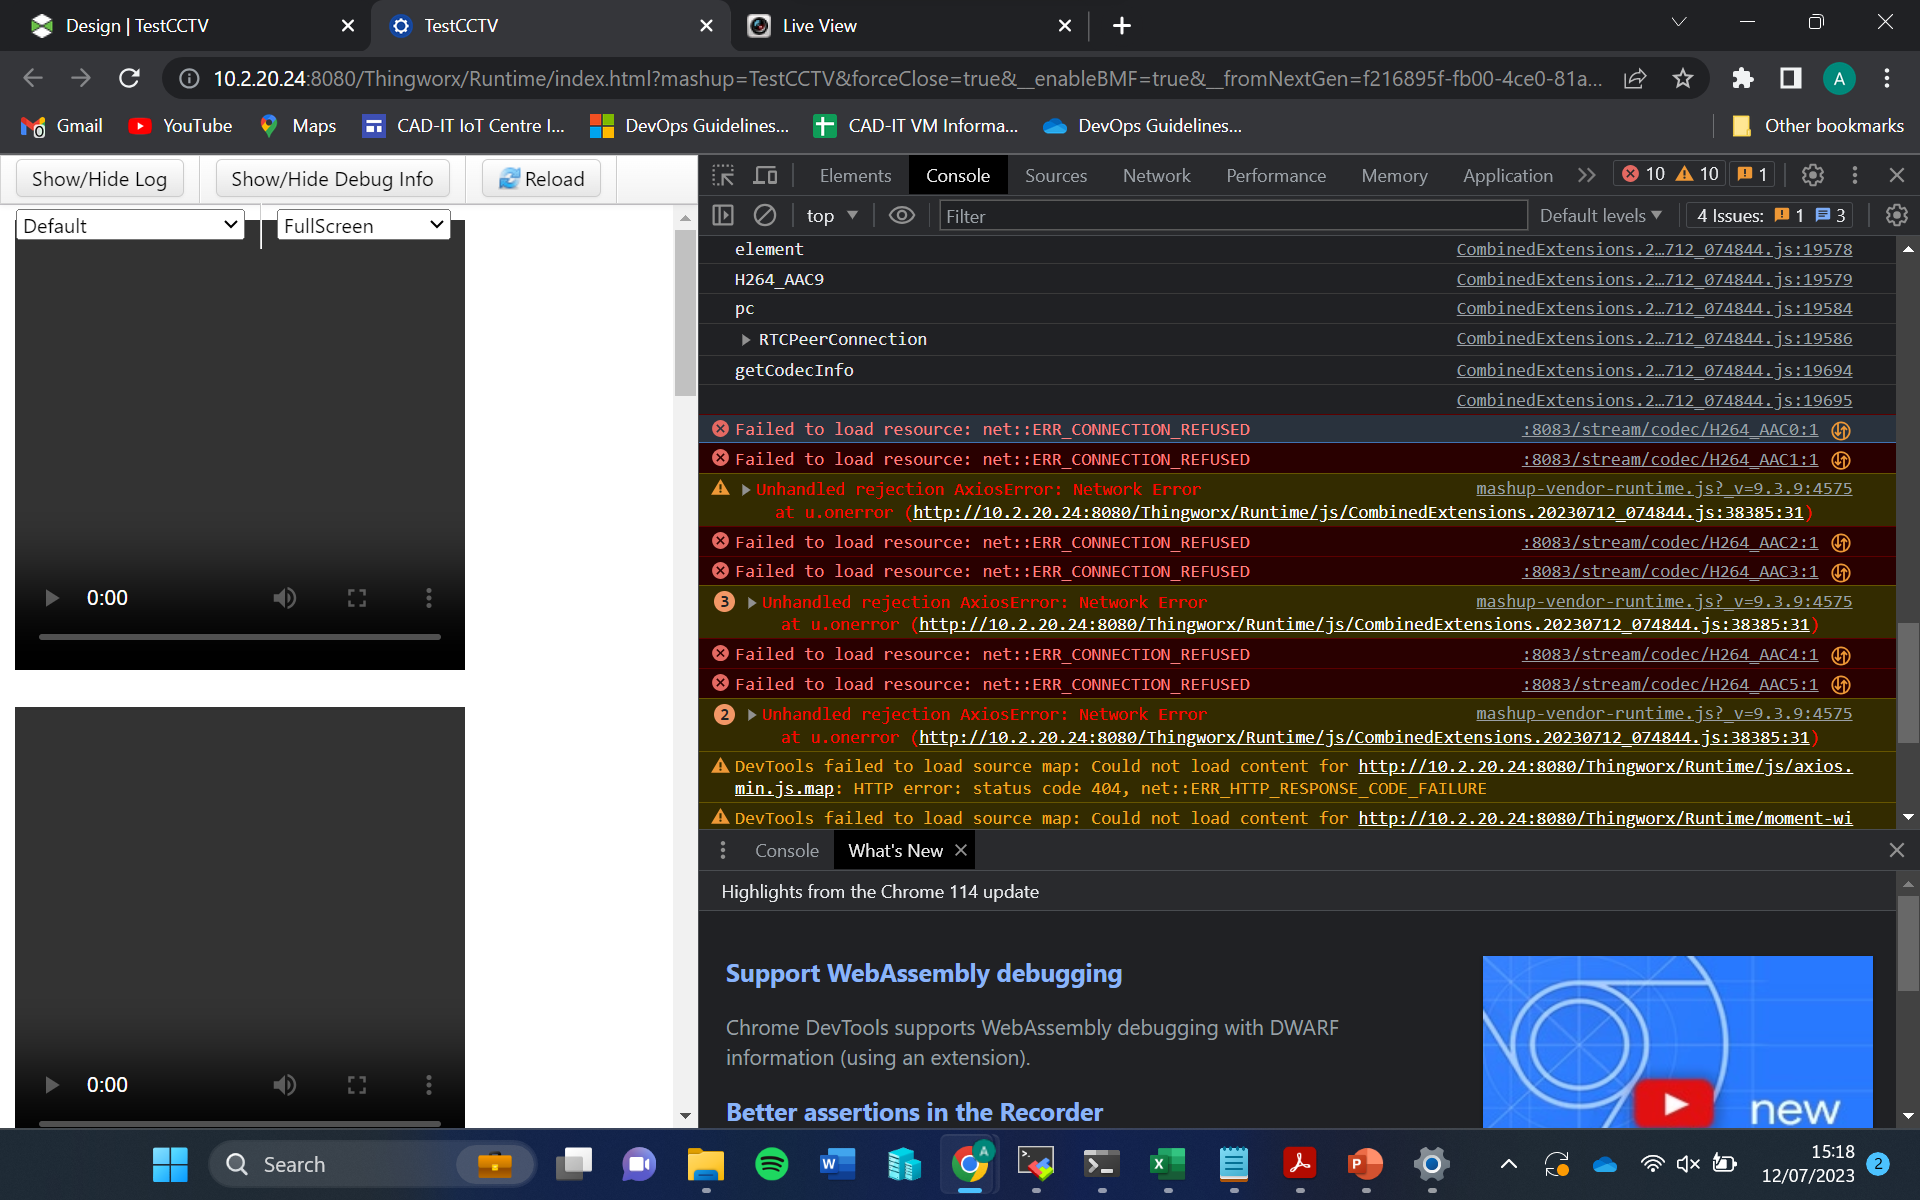 Design | TestCCTV
TestCCTV
Live View
10.2.20.24:8080/Thingworx/Runtime/index.html?mashup=TestCCTV&forceClose=true&__enableBMF=true&__fromNextGen=f216895f-fb00-4ce0-81a...
A
Gmail
YouTube
Maps
CAD-IT IoT Centre I...
DevOps Guidelines...
CAD-IT VM Informa...
DevOps Guidelines...
Other bookmarks
Show/Hide Log
Show/Hide Debug Info
Reload
Default
FullScreen
0:00
0:00
Elements
Console
Sources
Network
Performance
Memory
Application
10
10
1
top
Filter
Default levels
4 Issues: 1 3
element CombinedExtensions.2…712_074844.js:19578
H264_AAC9 CombinedExtensions.2…712_074844.js:19579
pc CombinedExtensions.2…712_074844.js:19584
RTCPeerConnection CombinedExtensions.2…712_074844.js:19586
getCodecInfo CombinedExtensions.2…712_074844.js:19694
CombinedExtensions.2…712_074844.js:19695
Failed to load resource: net::ERR_CONNECTION_REFUSED :8083/stream/codec/H264_AAC0:1
Failed to load resource: net::ERR_CONNECTION_REFUSED :8083/stream/codec/H264_AAC1:1
Unhandled rejection AxiosError: Network Error mashup-vendor-runtime.js?_v=9.3.9:4575
at u.onerror (http://10.2.20.24:8080/Thingworx/Runtime/js/CombinedExtensions.20230712_074844.js:38385:31)
Failed to load resource: net::ERR_CONNECTION_REFUSED :8083/stream/codec/H264_AAC2:1
Failed to load resource: net::ERR_CONNECTION_REFUSED :8083/stream/codec/H264_AAC3:1
3 Unhandled rejection AxiosError: Network Error mashup-vendor-runtime.js?_v=9.3.9:4575
at u.onerror (http://10.2.20.24:8080/Thingworx/Runtime/js/CombinedExtensions.20230712_074844.js:38385:31)
Failed to load resource: net::ERR_CONNECTION_REFUSED :8083/stream/codec/H264_AAC4:1
Failed to load resource: net::ERR_CONNECTION_REFUSED :8083/stream/codec/H264_AAC5:1
2 Unhandled rejection AxiosError: Network Error mashup-vendor-runtime.js?_v=9.3.9:4575
at u.onerror (http://10.2.20.24:8080/Thingworx/Runtime/js/CombinedExtensions.20230712_074844.js:38385:31)
DevTools failed to load source map: Could not load content for http://10.2.20.24:8080/Thingworx/Runtime/js/axios.
min.js.map: HTTP error: status code 404, net::ERR_HTTP_RESPONSE_CODE_FAILURE
DevTools failed to load source map: Could not load content for http://10.2.20.24:8080/Thingworx/Runtime/moment-wi
Console
What's New
Highlights from the Chrome 114 update
Support WebAssembly debugging
Chrome DevTools supports WebAssembly debugging with DWARF
information (using an extension).
Better assertions in the Recorder
new
Search
15:18
12/07/2023
2